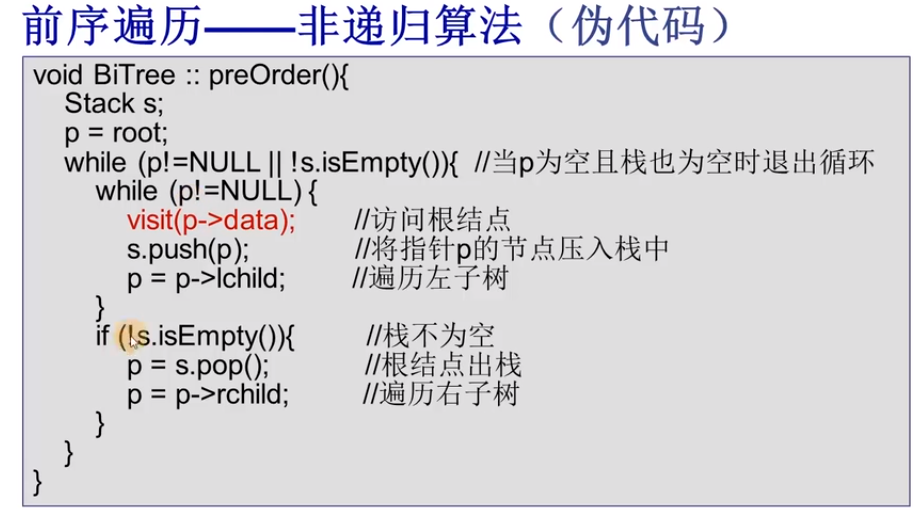 前序遍历——非递归算法（伪代码）
void BiTree :: preOrder(){
Stack s;
p = root;
while (p!=NULL || !s.isEmpty()){ //当p为空且栈也为空时退出循环
while (p!=NULL) {
visit(p->data); //访问根结点
s.push(p); //将指针p的节点压入栈中
p = p->lchild; //遍历左子树
}
if (!s.isEmpty()){ //栈不为空
p = s.pop(); //根结点出栈
p = p->rchild; //遍历右子树
}
}
}